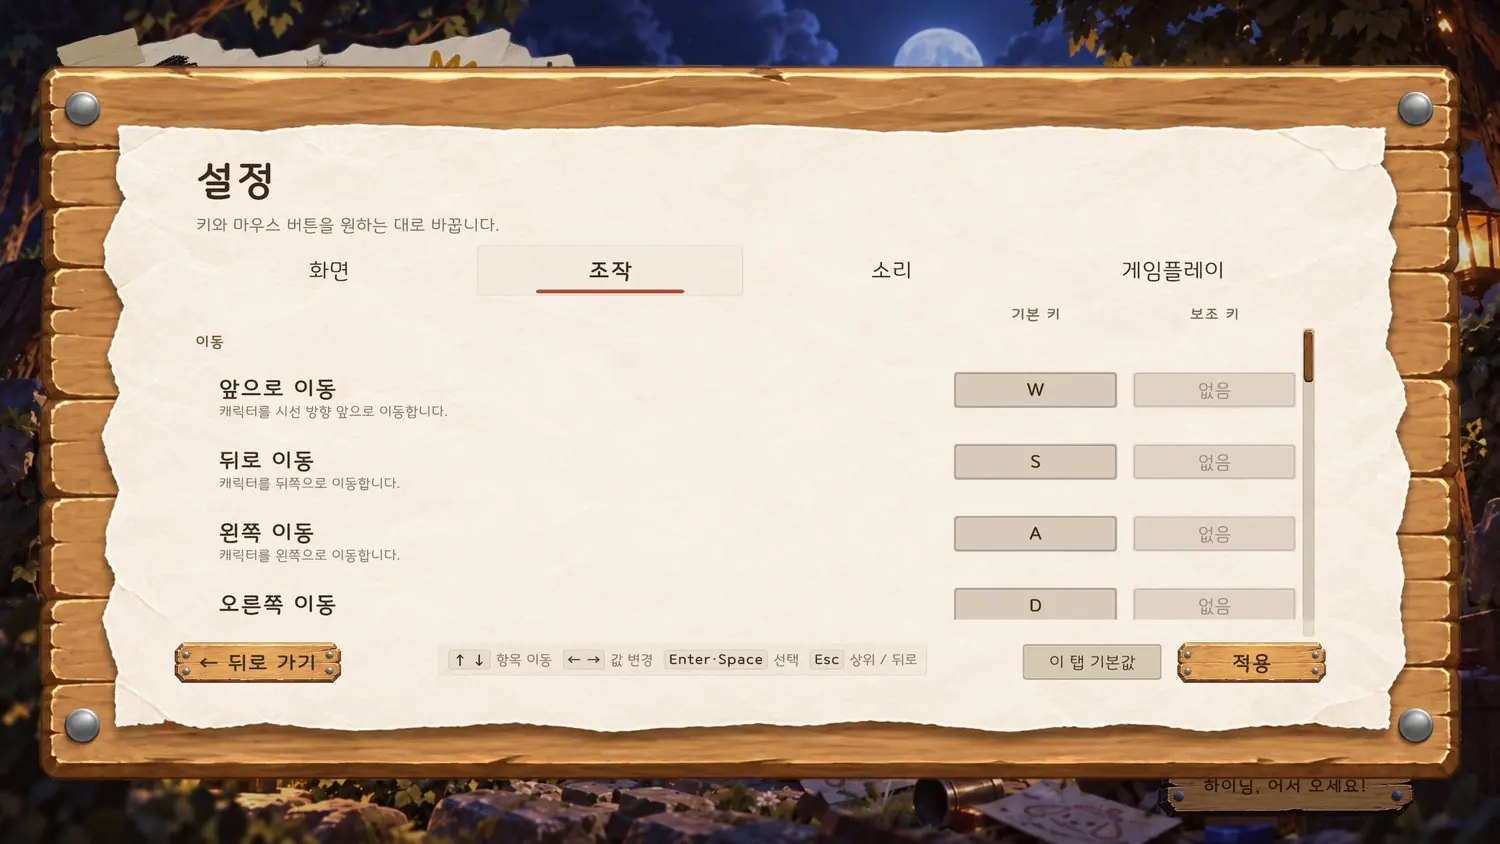 설정
키와 마우스 버튼을 원하는 대로 바꿉니다.
화면 조작 소리 게임플레이
기본 키 보조 키
이동
앞으로 이동 W 없음
캐릭터를 시선 방향 앞으로 이동합니다.
뒤로 이동 S 없음
캐릭터를 뒤쪽으로 이동합니다.
왼쪽 이동 A 없음
캐릭터를 왼쪽으로 이동합니다.
오른쪽 이동 D 없음
← 뒤로 가기 ↑ ↓ 항목 이동 ← → 값 변경 Enter·Space 선택 Esc 상위 / 뒤로 이 탭 기본값 적용
하이닝, 어서 오세요!